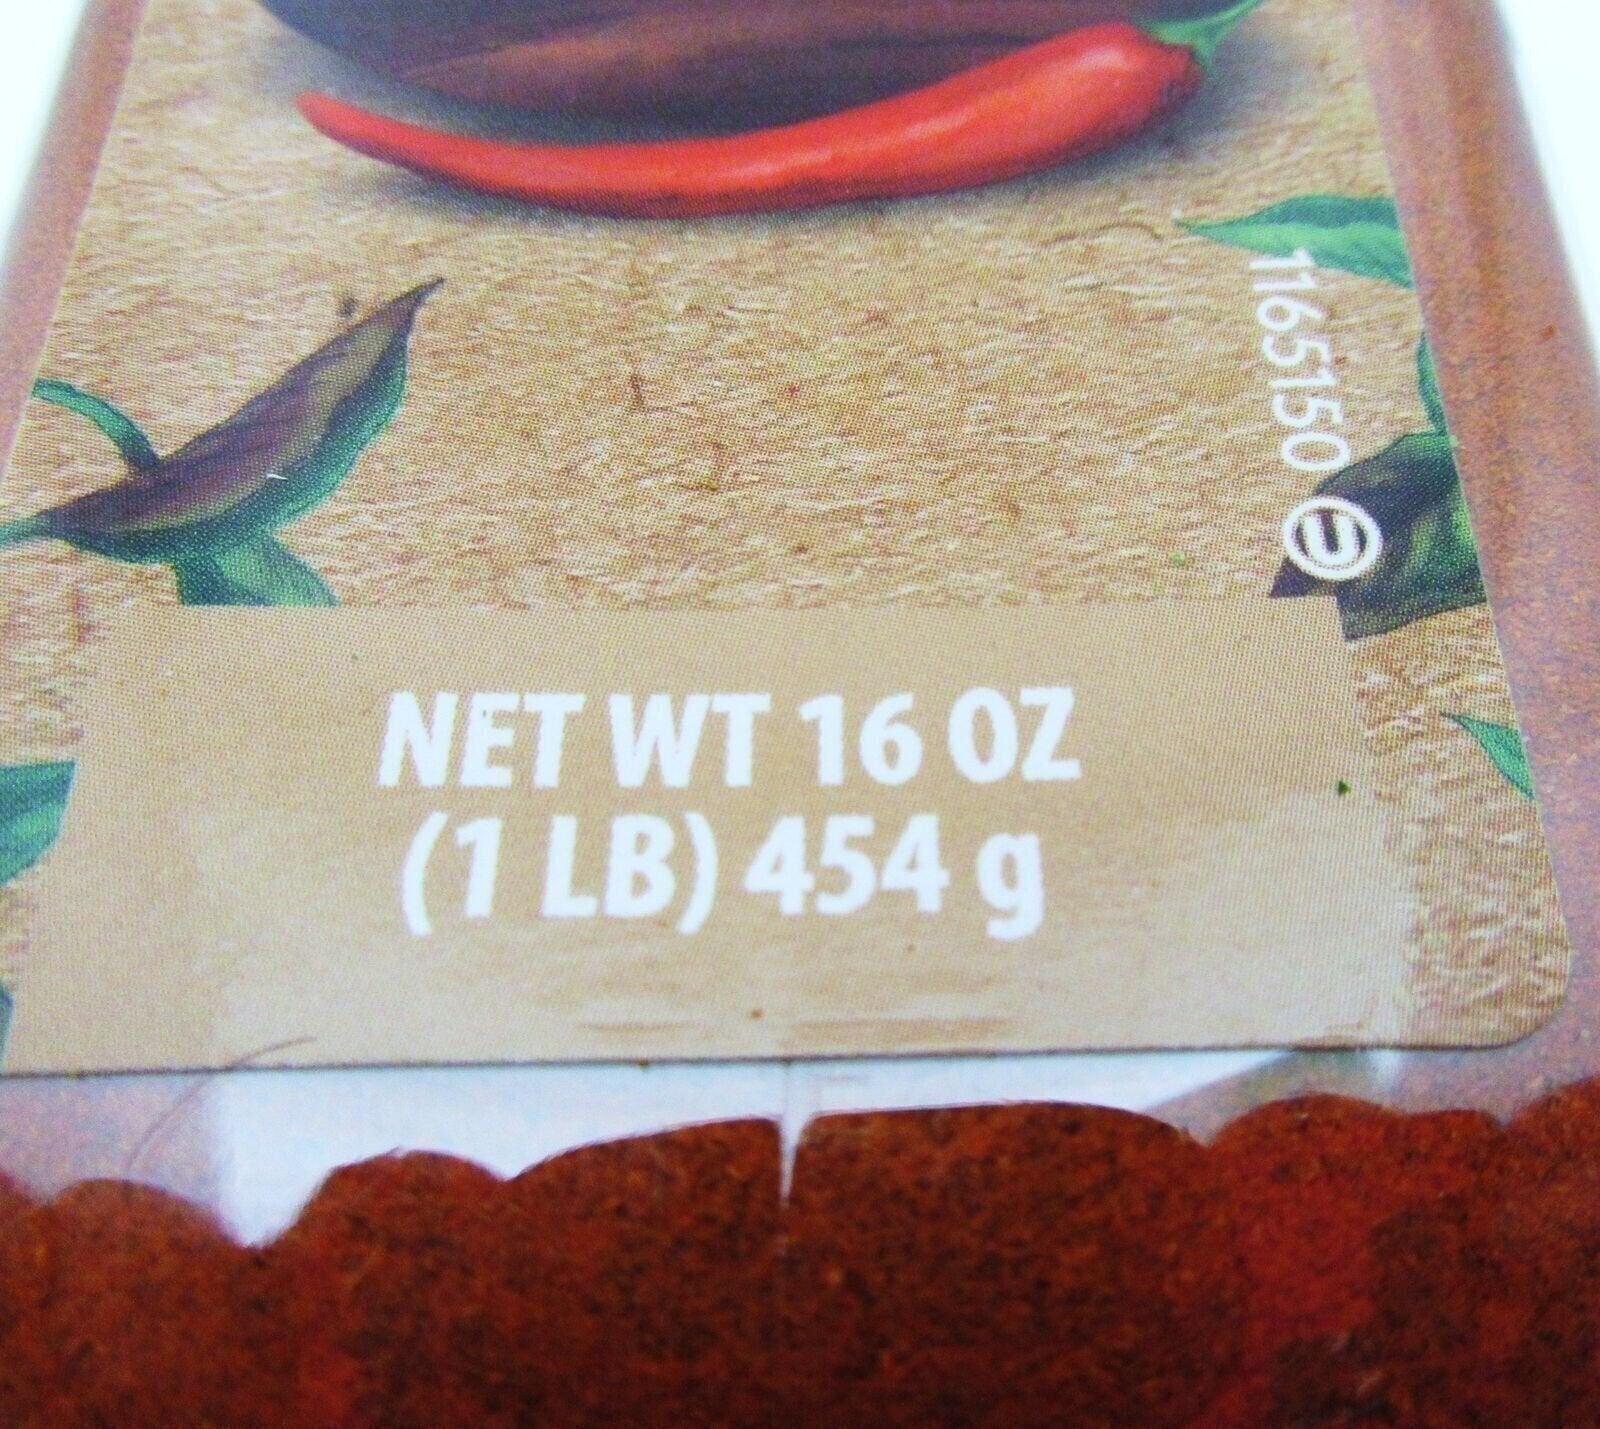 1165150 U
NET WT 16 OZ
(1 LB) 454 g